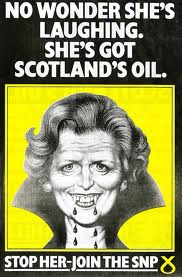 NO WONDER SHE'S
LAUGHING.
SHE'S GOT
SCOTLAND'S OIL.
STOP HER-JOIN THE SNP